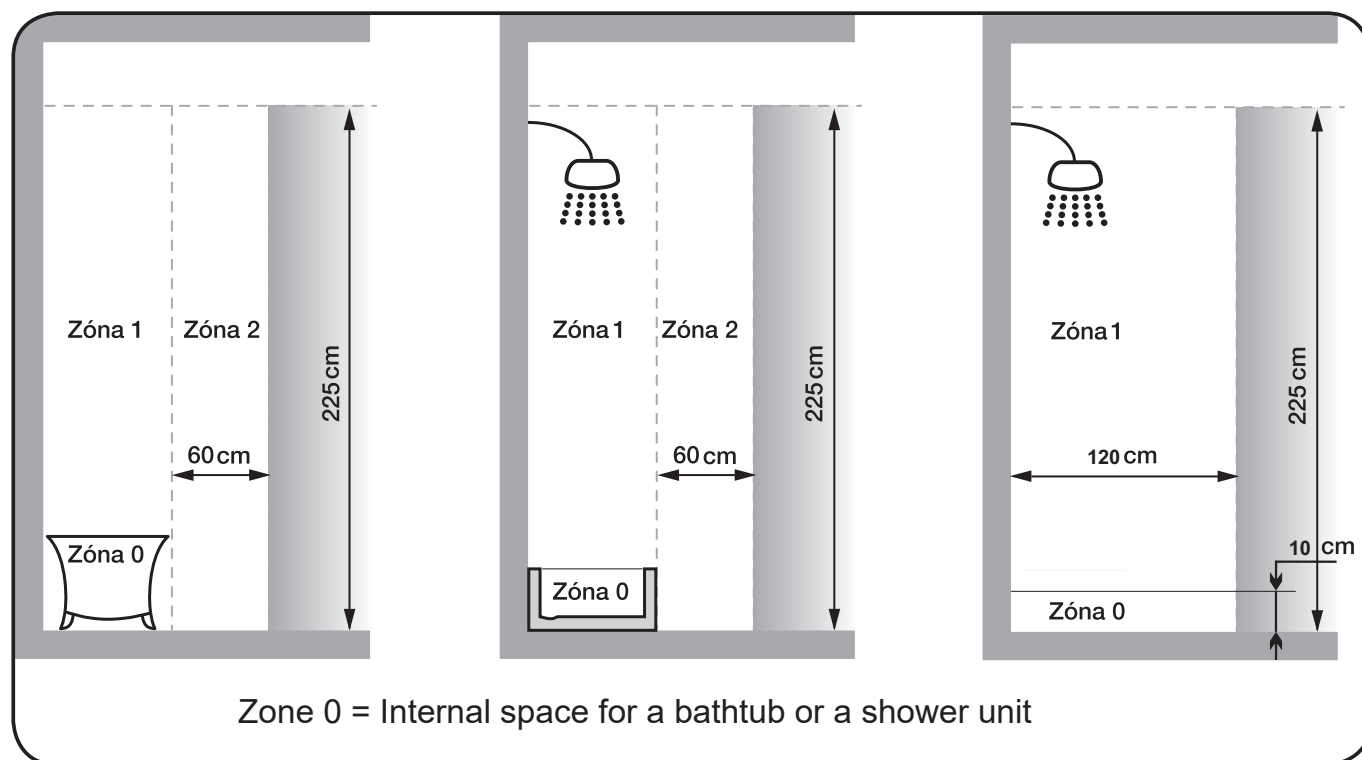 Zóna 1
Zóna 2
225 cm
60 cm
Zóna 0
Zóna 1
Zóna 2
225 cm
60 cm
Zóna 0
Zóna 1
225 cm
120 cm
10 cm
Zóna 0
Zone 0 = Internal space for a bathtub or a shower unit